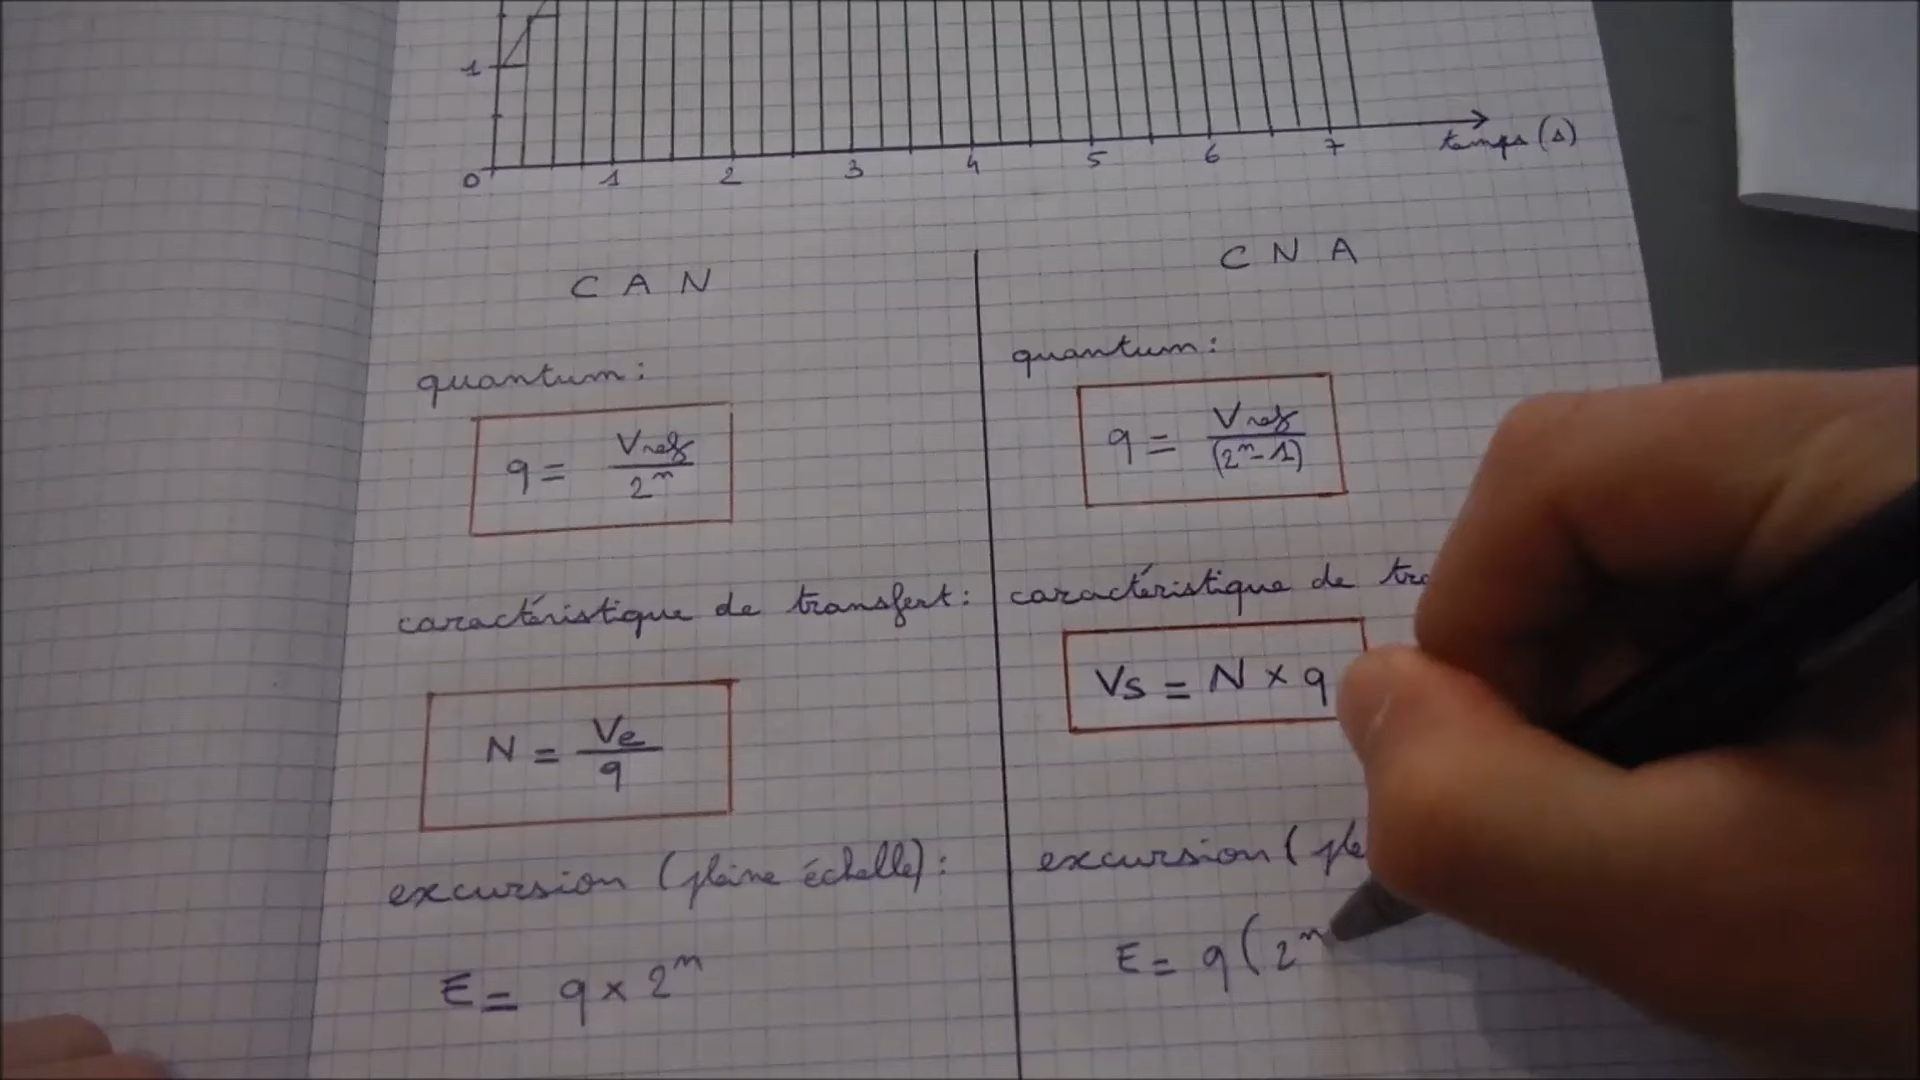 1
0 1 2 3 4 5 6 7 temps (s)
CAN
quantum:
q = Vref
2^n
caractéristique de transfert:
N = Ve
q
excursion (pleine échelle):
E = q × 2^n
CNA
quantum:
q = Vref
(2^n - 1)
caractéristique de
Vs = N × q
excursion (
E = q (2^n